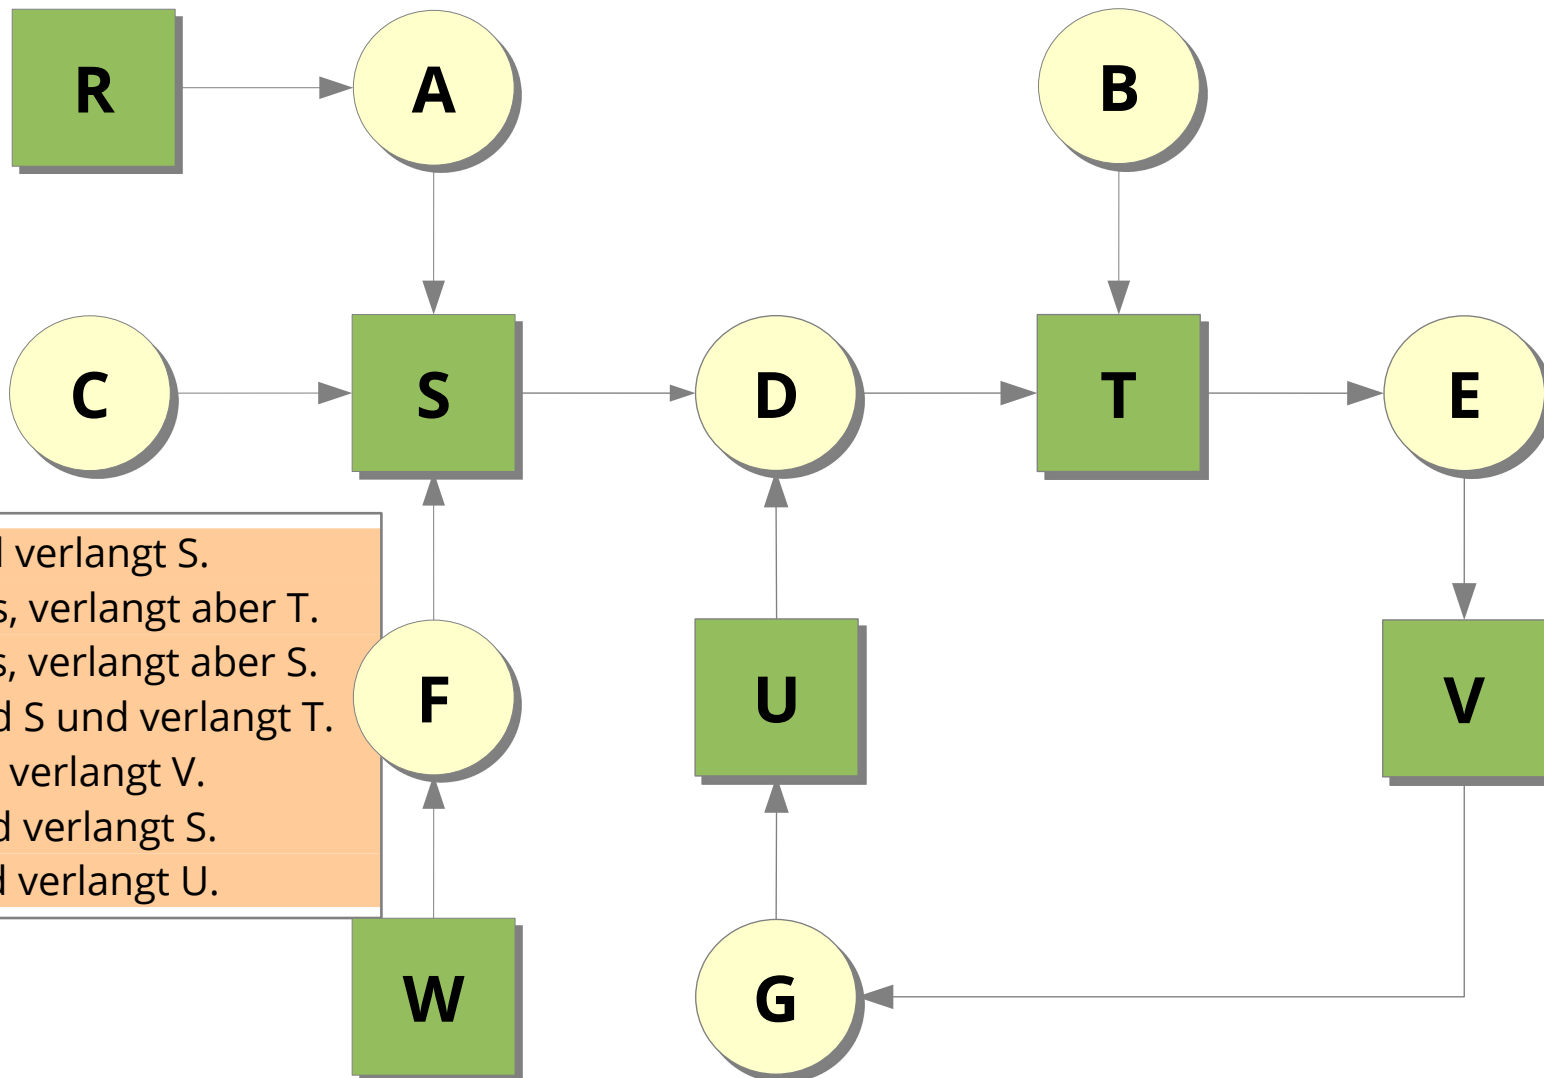 R A B
C S D T E
verlangt S.
verlangt aber T.
verlangt aber S.
S und verlangt T.
verlangt V.
verlangt S.
verlangt U.
F U V
W G